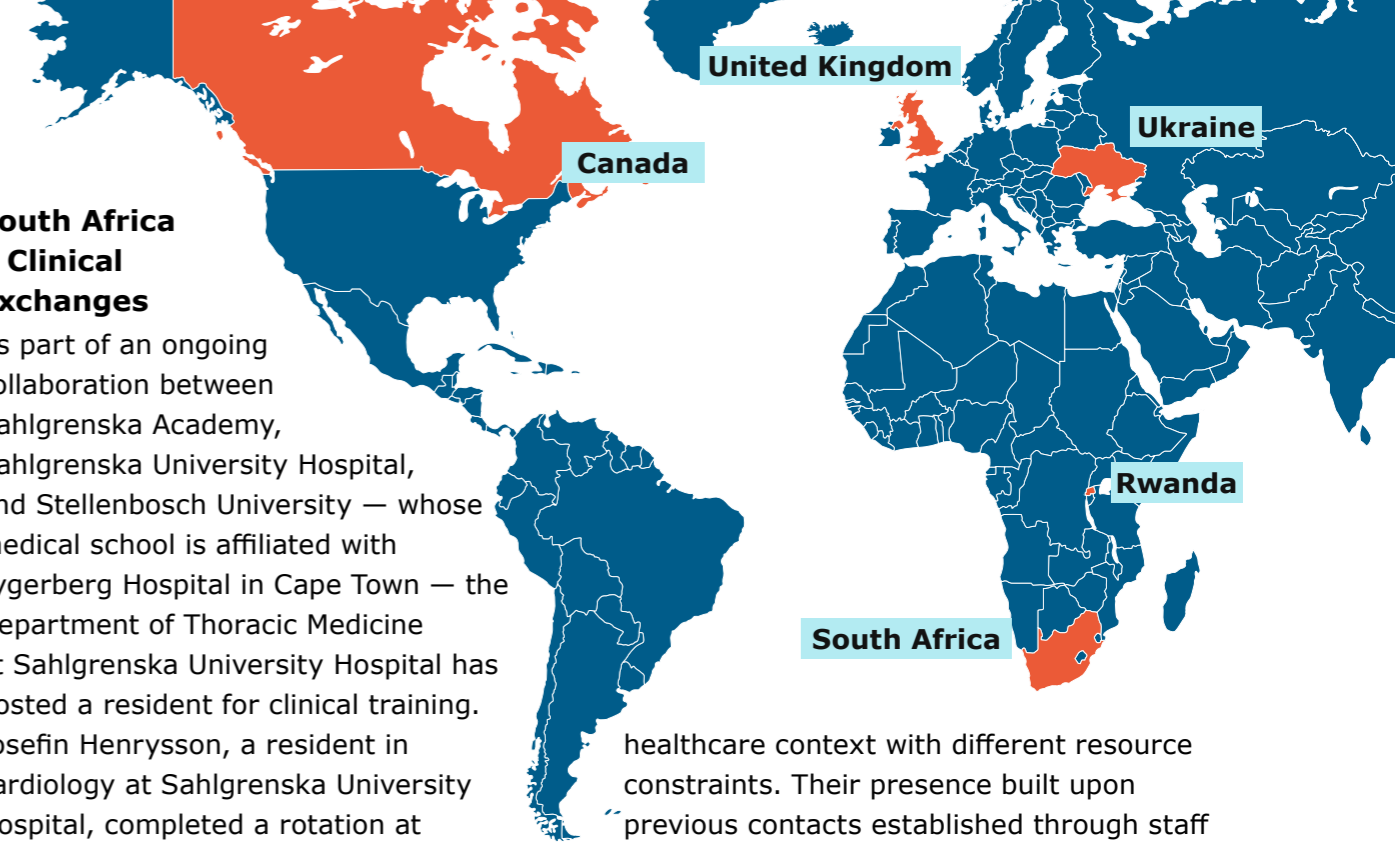 United Kingdom
Ukraine
Canada
outh Africa
Clinical
xchanges
s part of an ongoing
ollaboration between
ahlgrenska Academy,
ahlgrenska University Hospital,
nd Stellenbosch University — whose
edical school is affiliated with
ygerberg Hospital in Cape Town — the
epartment of Thoracic Medicine
t Sahlgrenska University Hospital has
osted a resident for clinical training.
osefin Henrysson, a resident in
ardiology at Sahlgrenska University
ospital, completed a rotation at
Rwanda
South Africa
healthcare context with different resource
constraints. Their presence built upon
previous contacts established through staff